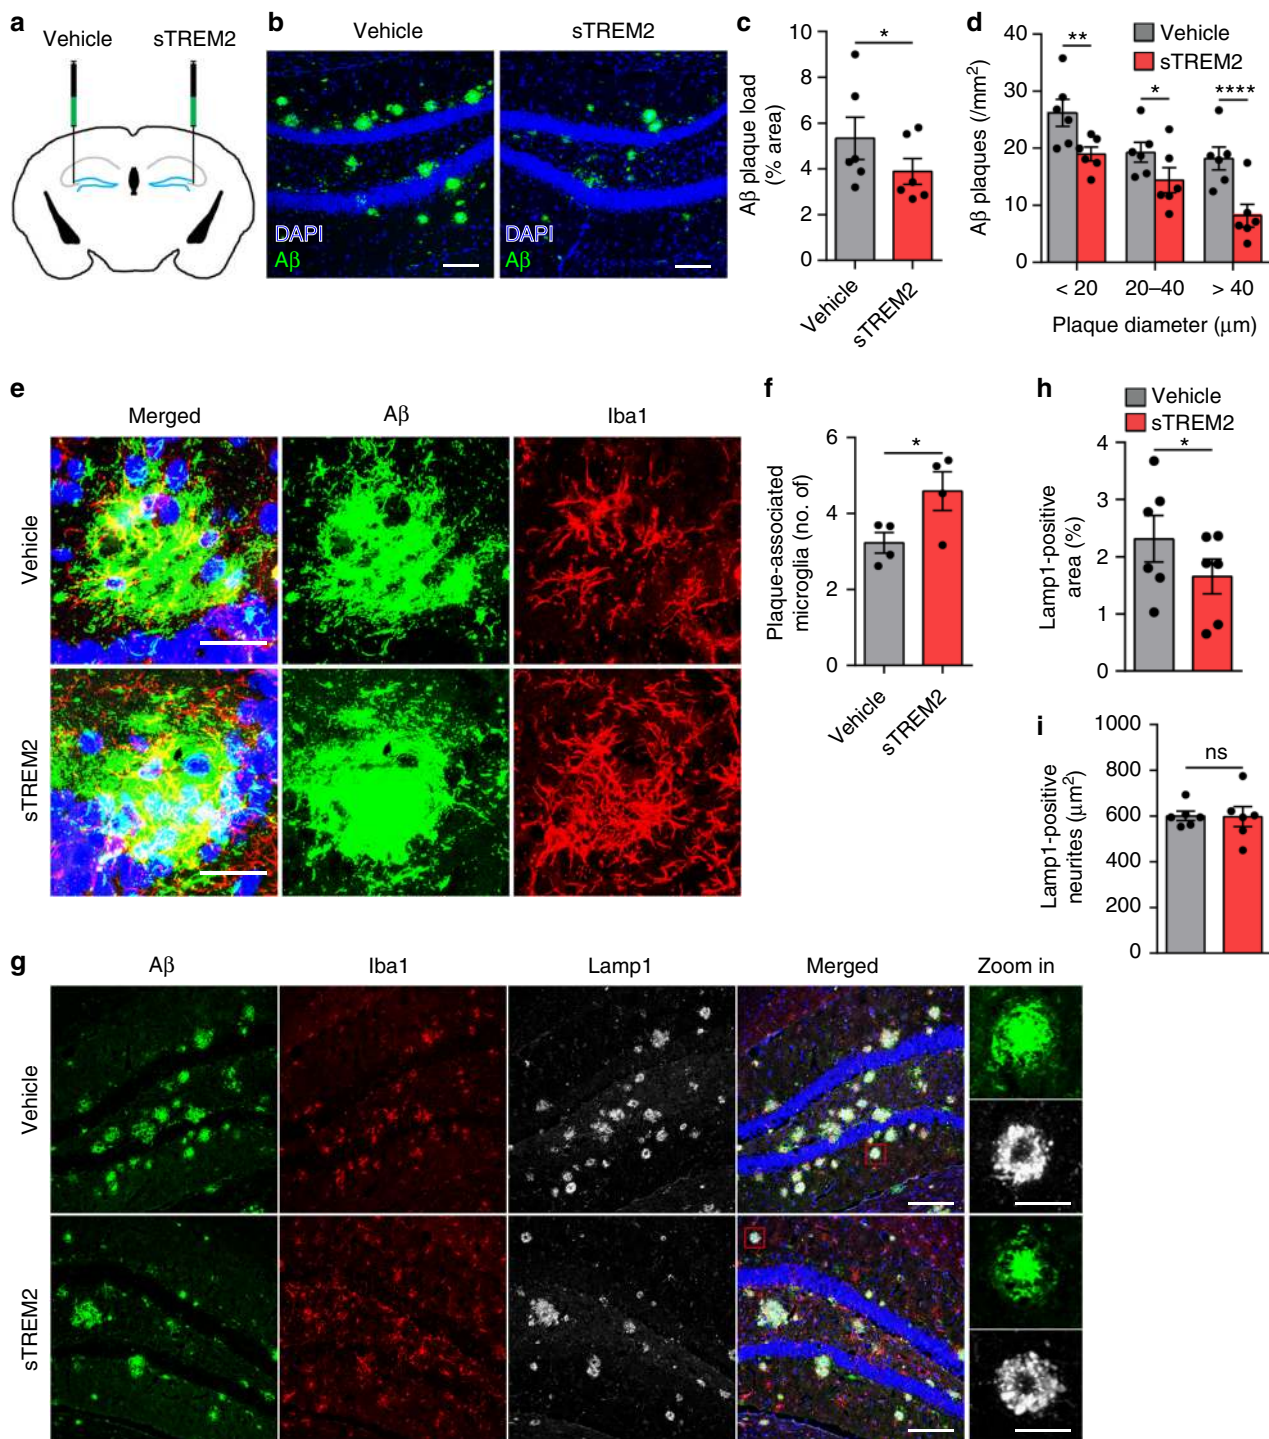 a
Vehicle sTREM2
b
Vehicle sTREM2
DAPI
Aβ
DAPI
Aβ
c
Aβ plaque load
(% area)
10
8
6
4
2
0
*
Vehicle
sTREM2
d
Vehicle
sTREM2
Aβ plaques (/mm²)
40
30
20
10
0
**
*
****
< 20 20–40 > 40
Plaque diameter (μm)
e
Merged Aβ Iba1
Vehicle
sTREM2
f
Plaque-associated
microglia (no. of)
6
4
2
0
*
Vehicle
sTREM2
h
Vehicle
sTREM2
Lamp1-positive
area (%)
4
3
2
1
0
*
i
Lamp1-positive
neurites (μm²)
1000
800
600
400
200
0
ns
g
Aβ Iba1 Lamp1 Merged Zoom in
Vehicle
sTREM2